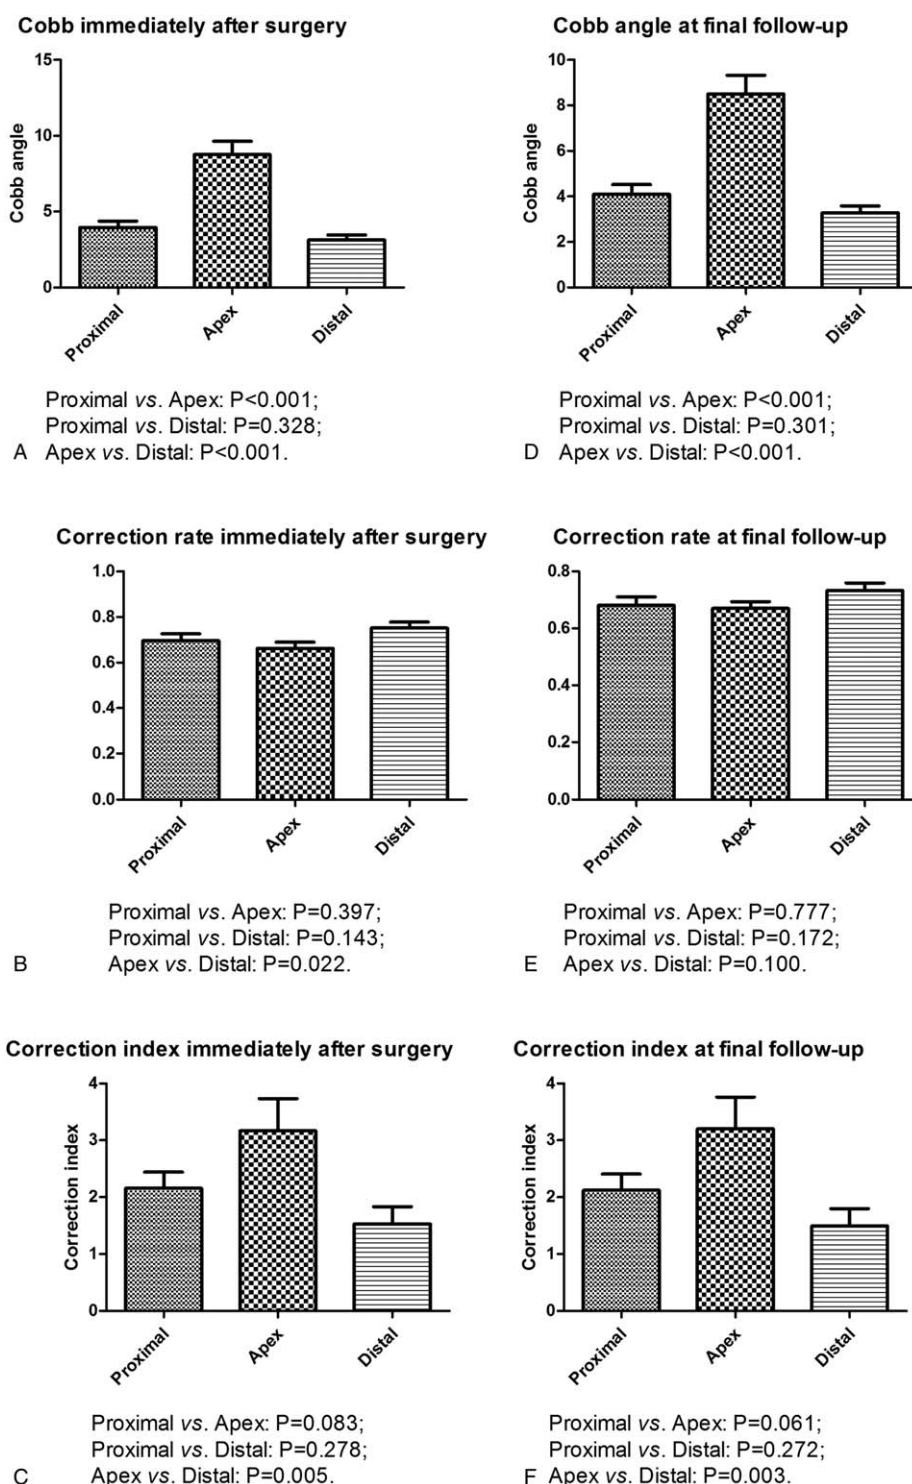 Cobb immediately after surgery
15
10
5
0
Cobb angle
Proximal
Apex
Distal
Proximal vs. Apex: P<0.001;
Proximal vs. Distal: P=0.328;
A Apex vs. Distal: P<0.001.
Cobb angle at final follow-up
10
8
6
4
2
0
Cobb angle
Proximal
Apex
Distal
Proximal vs. Apex: P<0.001;
Proximal vs. Distal: P=0.301;
D Apex vs. Distal: P<0.001.
Correction rate immediately after surgery
1.0
0.8
0.6
0.4
0.2
0.0
Proximal
Apex
Distal
Proximal vs. Apex: P=0.397;
Proximal vs. Distal: P=0.143;
B Apex vs. Distal: P=0.022.
Correction rate at final follow-up
0.8
0.6
0.4
0.2
0.0
Proximal
Apex
Distal
Proximal vs. Apex: P=0.777;
Proximal vs. Distal: P=0.172;
E Apex vs. Distal: P=0.100.
Correction index immediately after surgery
4
3
2
1
0
Correction index
Proximal
Apex
Distal
Proximal vs. Apex: P=0.083;
Proximal vs. Distal: P=0.278;
C Apex vs. Distal: P=0.005.
Correction index at final follow-up
4
3
2
1
0
Correction index
Proximal
Apex
Distal
Proximal vs. Apex: P=0.061;
Proximal vs. Distal: P=0.272;
F Apex vs. Distal: P=0.003.